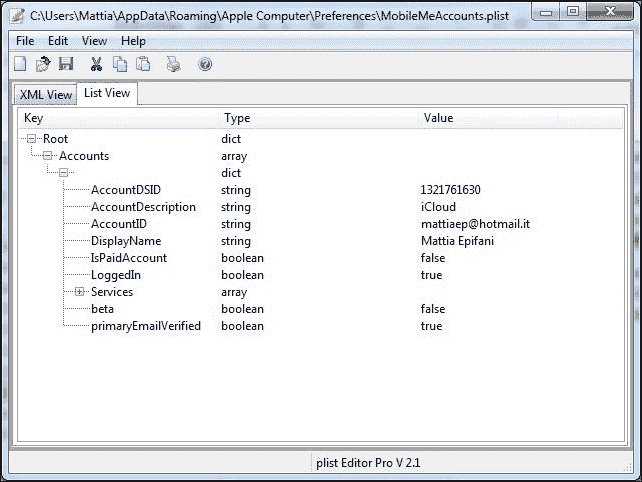 C:\Users\Mattia\AppData\Roaming\Apple Computer\Preferences\MobileMeAccounts.plist
File Edit View Help
XML View List View
Key Type Value
Root dict
Accounts array
dict
AccountDSID string 1321761630
AccountDescription string iCloud
AccountID string mattiaep@hotmail.it
DisplayName string Mattia Epifani
IsPaidAccount boolean false
LoggedIn boolean true
Services array
beta boolean false
primaryEmailVerified boolean true
plist Editor Pro V 2.1